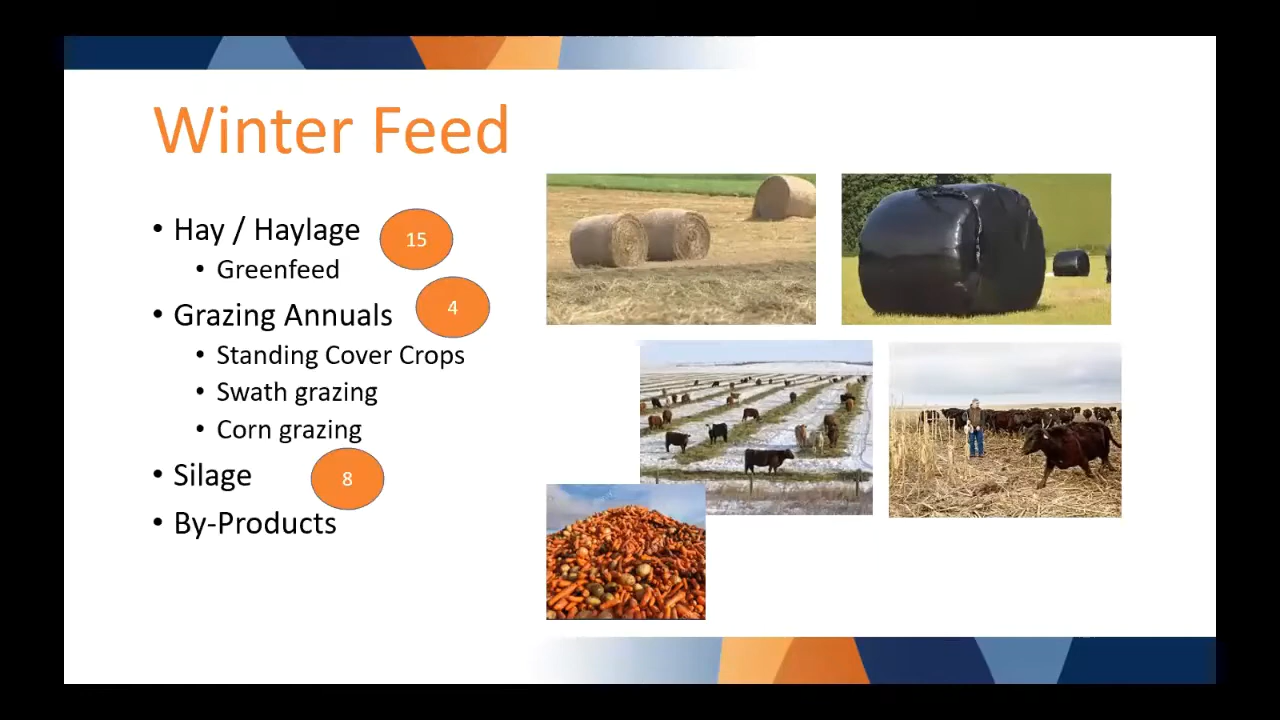 Winter Feed
• Hay / Haylage
15
• Greenfeed
• Grazing Annuals
4
• Standing Cover Crops
• Swath grazing
• Corn grazing
• Silage
8
• By-Products